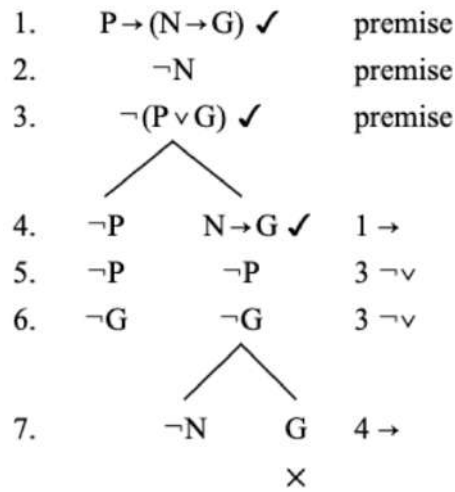 1. P→(N→G) ✓ premise
2. ¬N premise
3. ¬(P∨G) ✓ premise
4. ¬P N→G ✓ 1 →
5. ¬P ¬P 3 ¬∨
6. ¬G ¬G 3 ¬∨
7. ¬N G 4 →
×